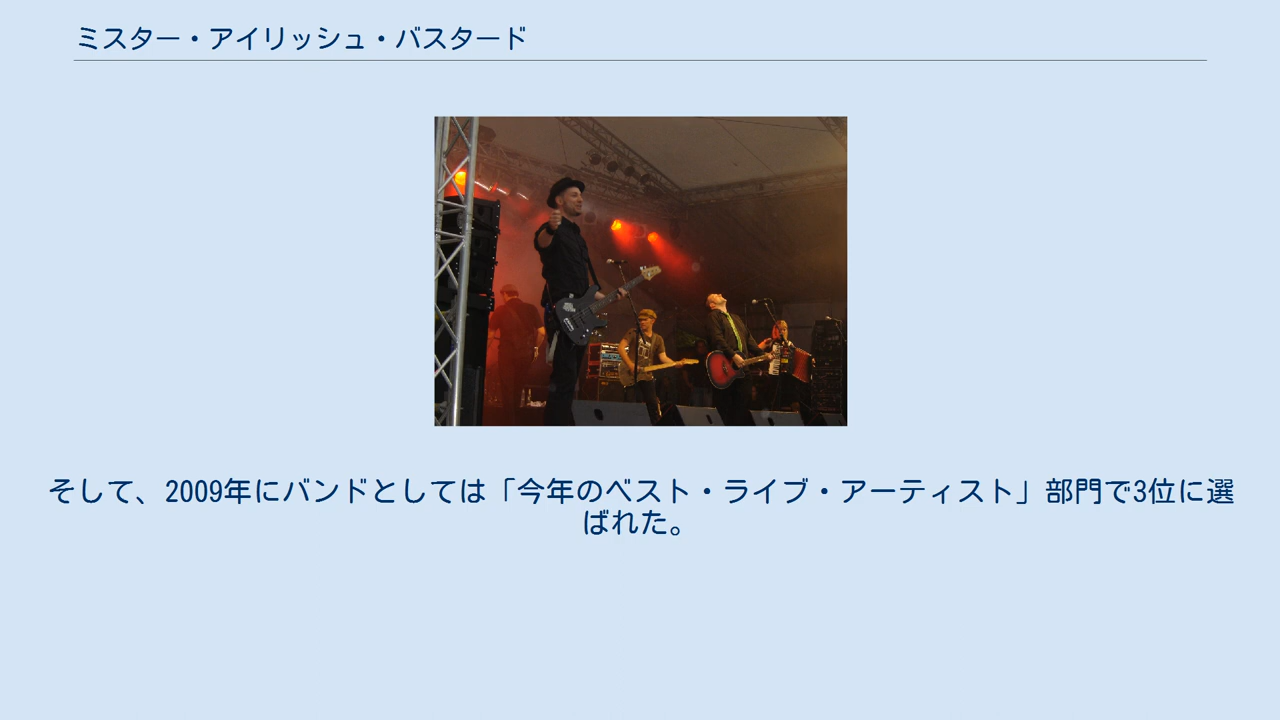 ミスター・アイリッシュ・バスタード
そして、2009年にバンドとしては「今年のベスト・ライブ・アーティスト」部門で3位に選
ばれた。